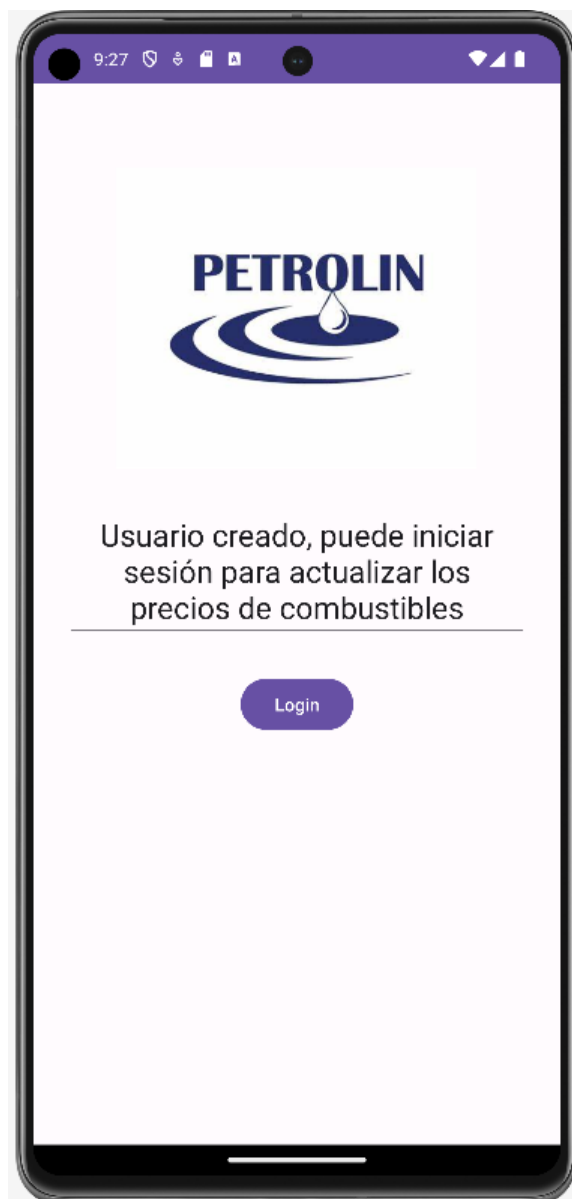 9:27
PETROLIN
Usuario creado, puede iniciar
sesión para actualizar los
precios de combustibles
Login